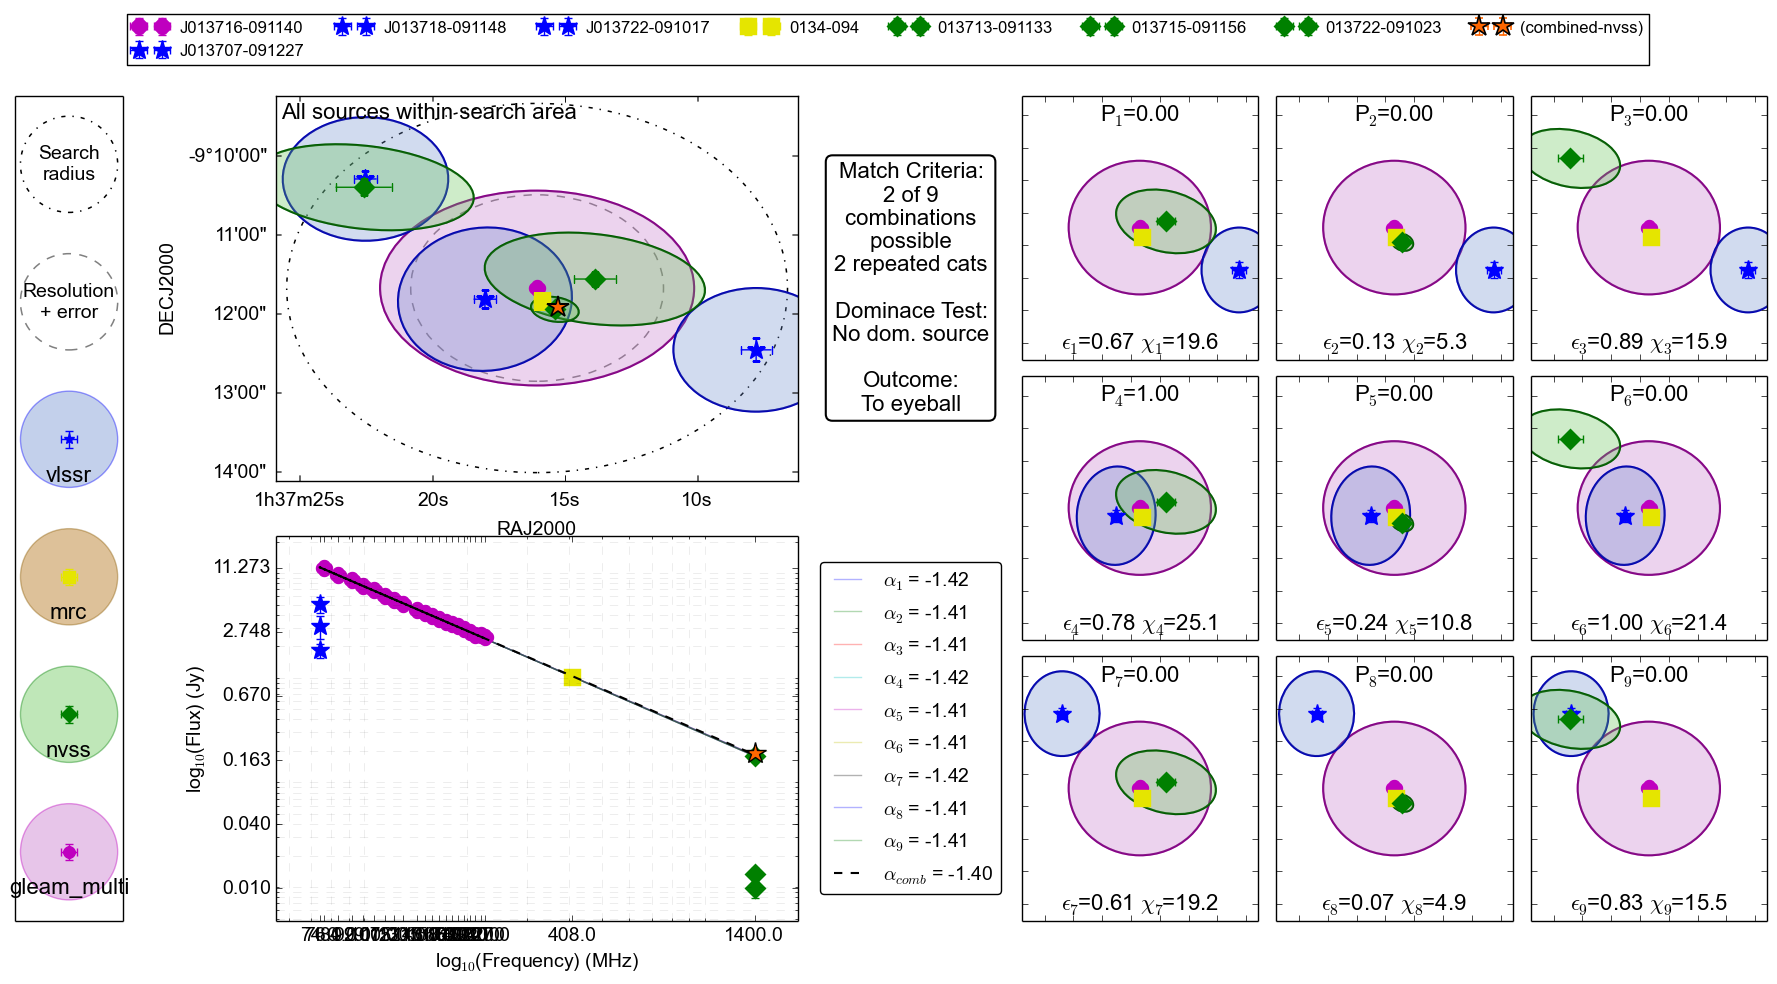 J013716-091140 J013718-091148 J013722-091017 0134-094 013713-091133 013715-091156 013722-091023 (combined-nvss)
J013707-091227
Search
radius
Resolution
+ error
vlssr
mrc
nvss
gleam_multi
All sources within search area
DECJ2000
-9°10'00"
11'00"
12'00"
13'00"
14'00"
1h37m25s 20s 15s 10s
RAJ2000
Match Criteria:
2 of 9
combinations
possible
2 repeated cats
Dominace Test:
No dom. source
Outcome:
To eyeball
log₁₀(Flux) (Jy)
11.273
2.748
0.670
0.163
0.040
0.010
408.0 1400.0
log₁₀(Frequency) (MHz)
α₁ = -1.42
α₂ = -1.41
α₃ = -1.41
α₄ = -1.42
α₅ = -1.41
α₆ = -1.41
α₇ = -1.42
α₈ = -1.41
α₉ = -1.41
α_comb = -1.40
P₁=0.00
ϵ₁=0.67 χ₁=19.6
P₂=0.00
ϵ₂=0.13 χ₂=5.3
P₃=0.00
ϵ₃=0.89 χ₃=15.9
P₄=1.00
ϵ₄=0.78 χ₄=25.1
P₅=0.00
ϵ₅=0.24 χ₅=10.8
P₆=0.00
ϵ₆=1.00 χ₆=21.4
P₇=0.00
ϵ₇=0.61 χ₇=19.2
P₈=0.00
ϵ₈=0.07 χ₈=4.9
P₉=0.00
ϵ₉=0.83 χ₉=15.5